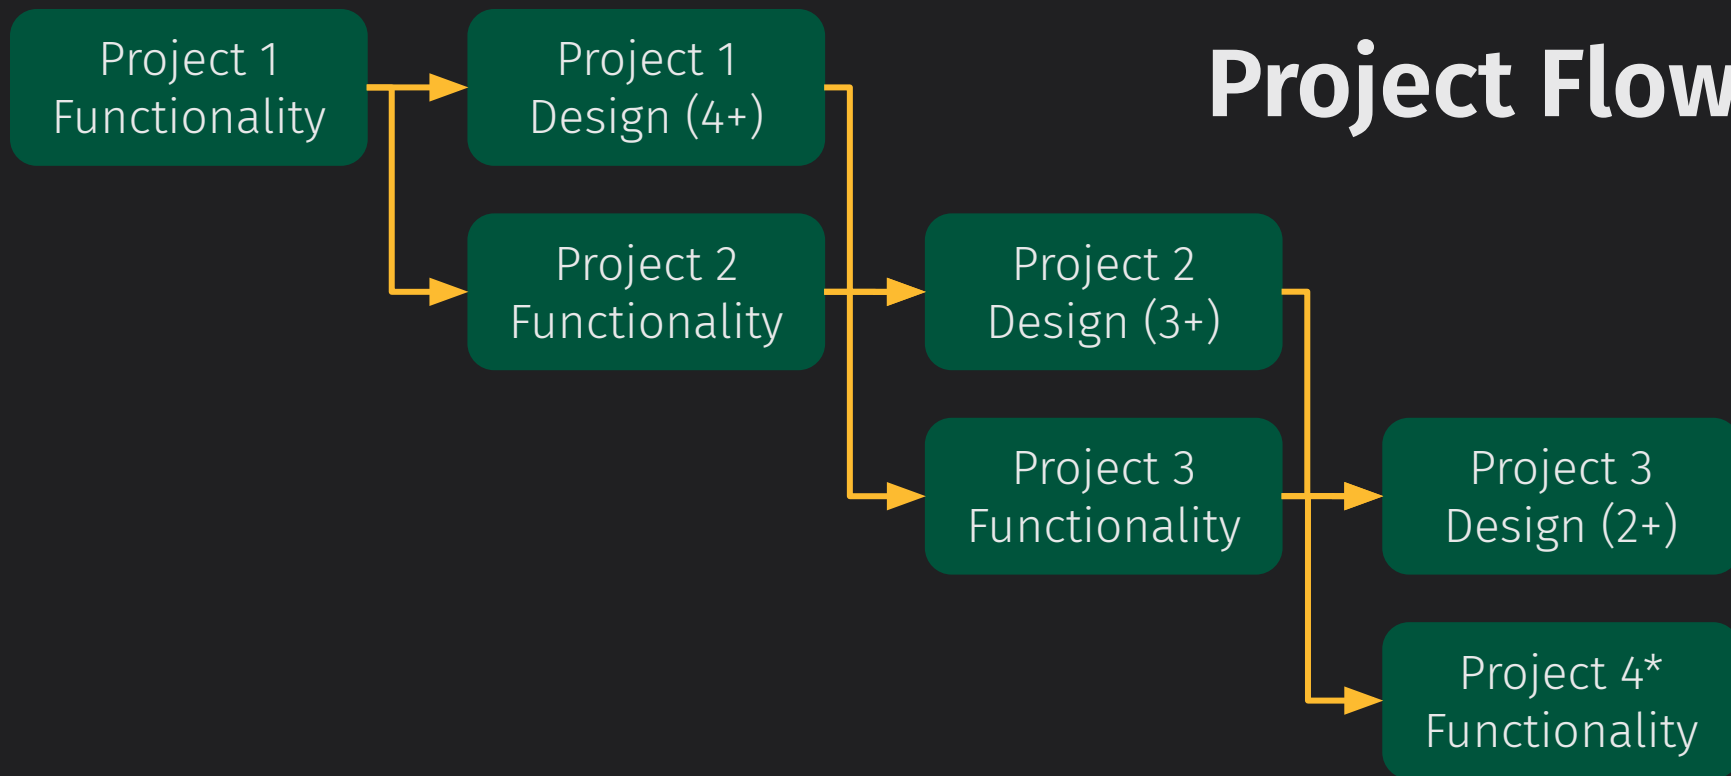 Project Flow
Project 1
Functionality
Project 1
Design (4+)
Project 2
Functionality
Project 2
Design (3+)
Project 3
Functionality
Project 3
Design (2+)
Project 4*
Functionality